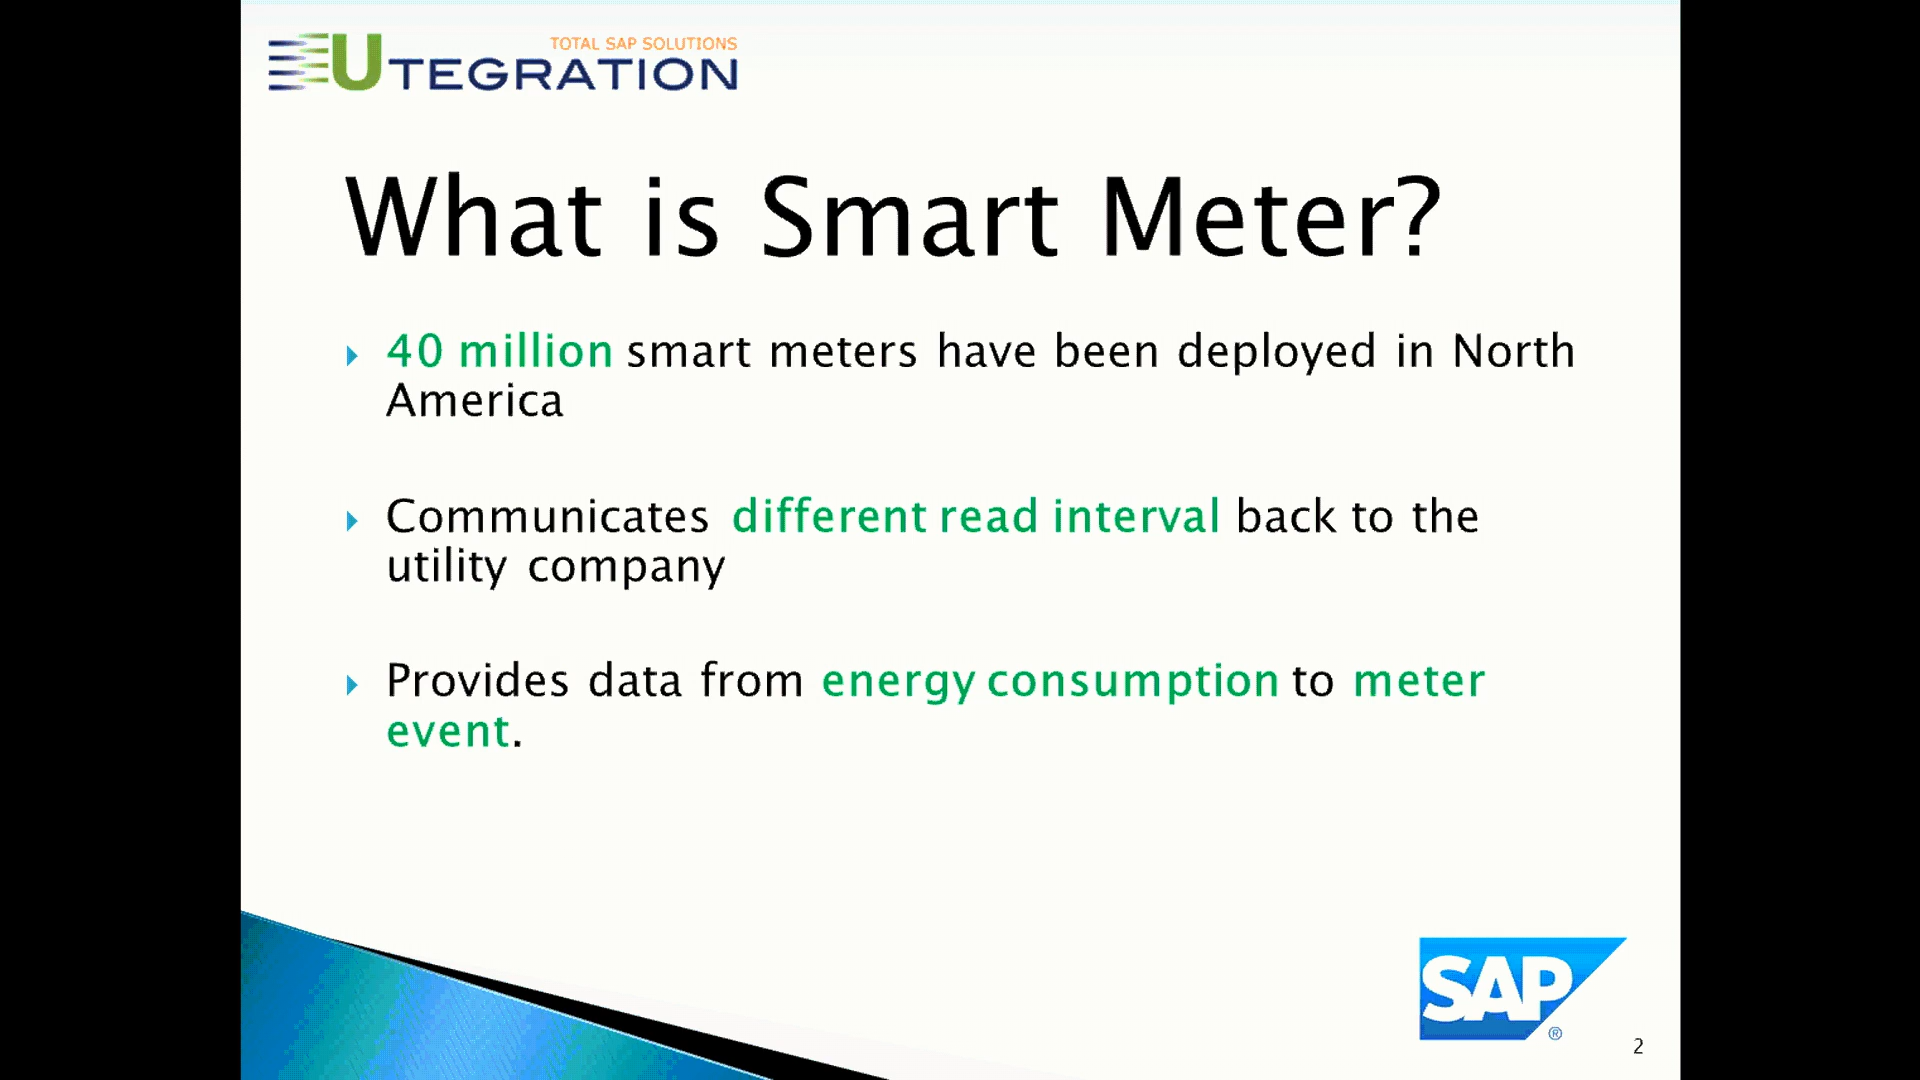 TOTAL SAP SOLUTIONS
UTEGRATION
What is Smart Meter?
40 million smart meters have been deployed in North
America
Communicates different read interval back to the
utility company
Provides data from energy consumption to meter
event.
SAP
®
2